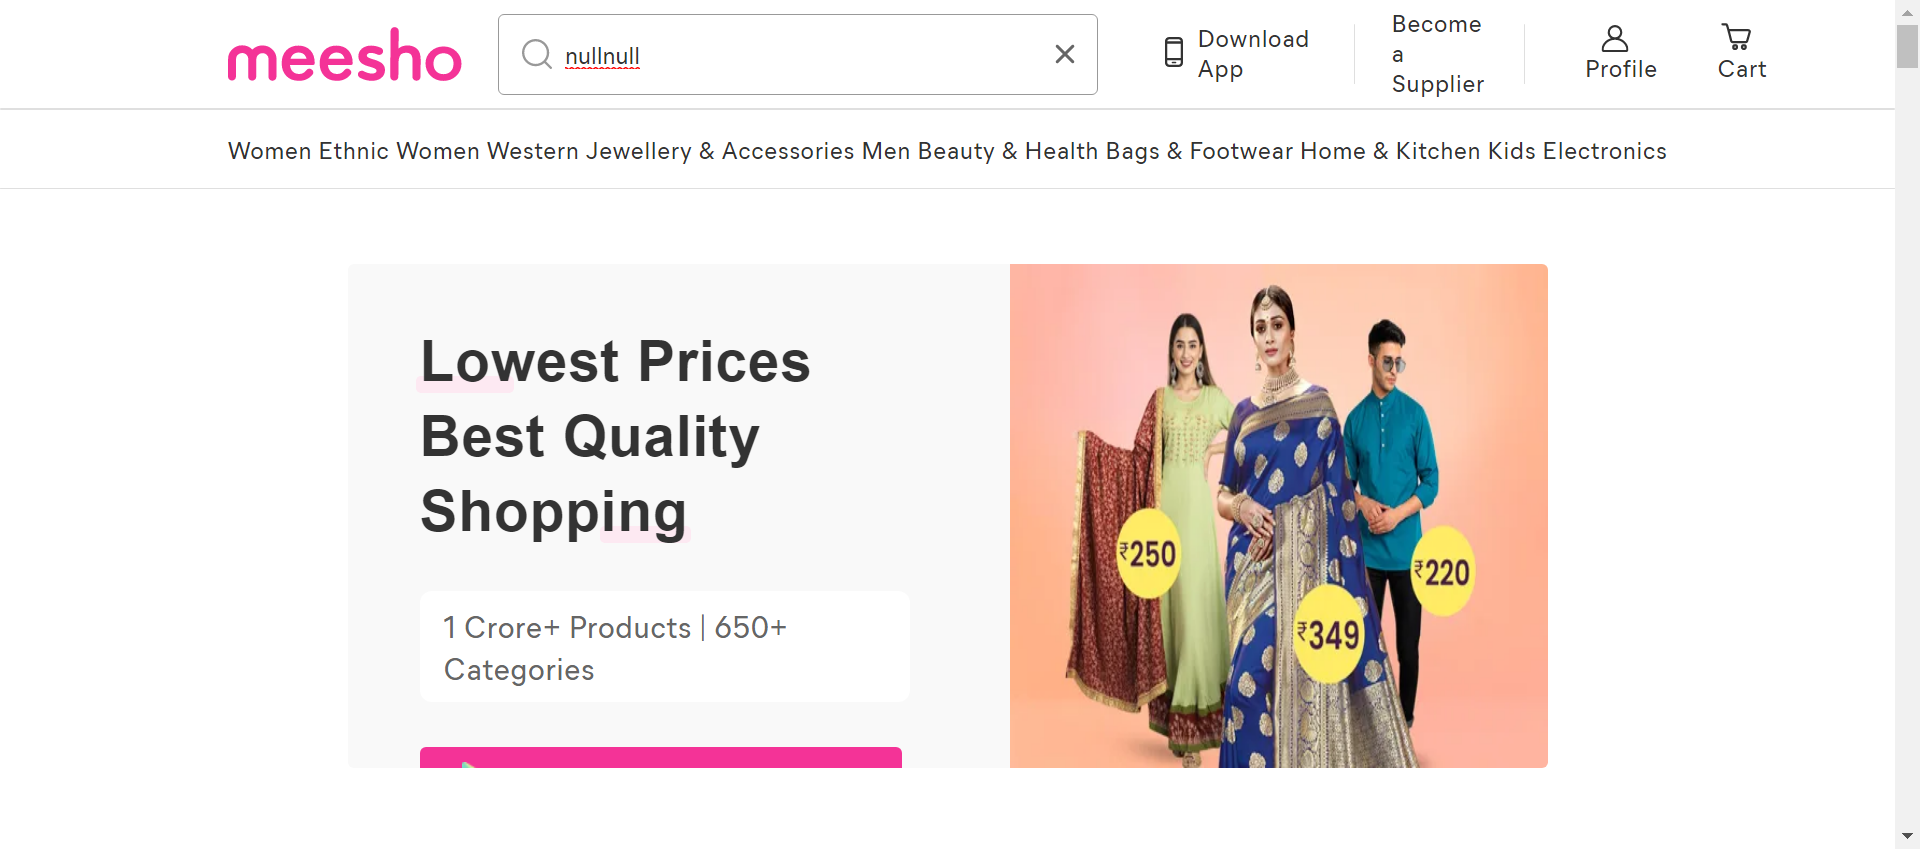 meesho
nullnull
Download
App
Become
a
Supplier
Profile
Cart
Women Ethnic Women Western Jewellery & Accessories Men Beauty & Health Bags & Footwear Home & Kitchen Kids Electronics
Lowest Prices
Best Quality
Shopping
1 Crore+ Products | 650+
Categories
₹250
₹349
₹220